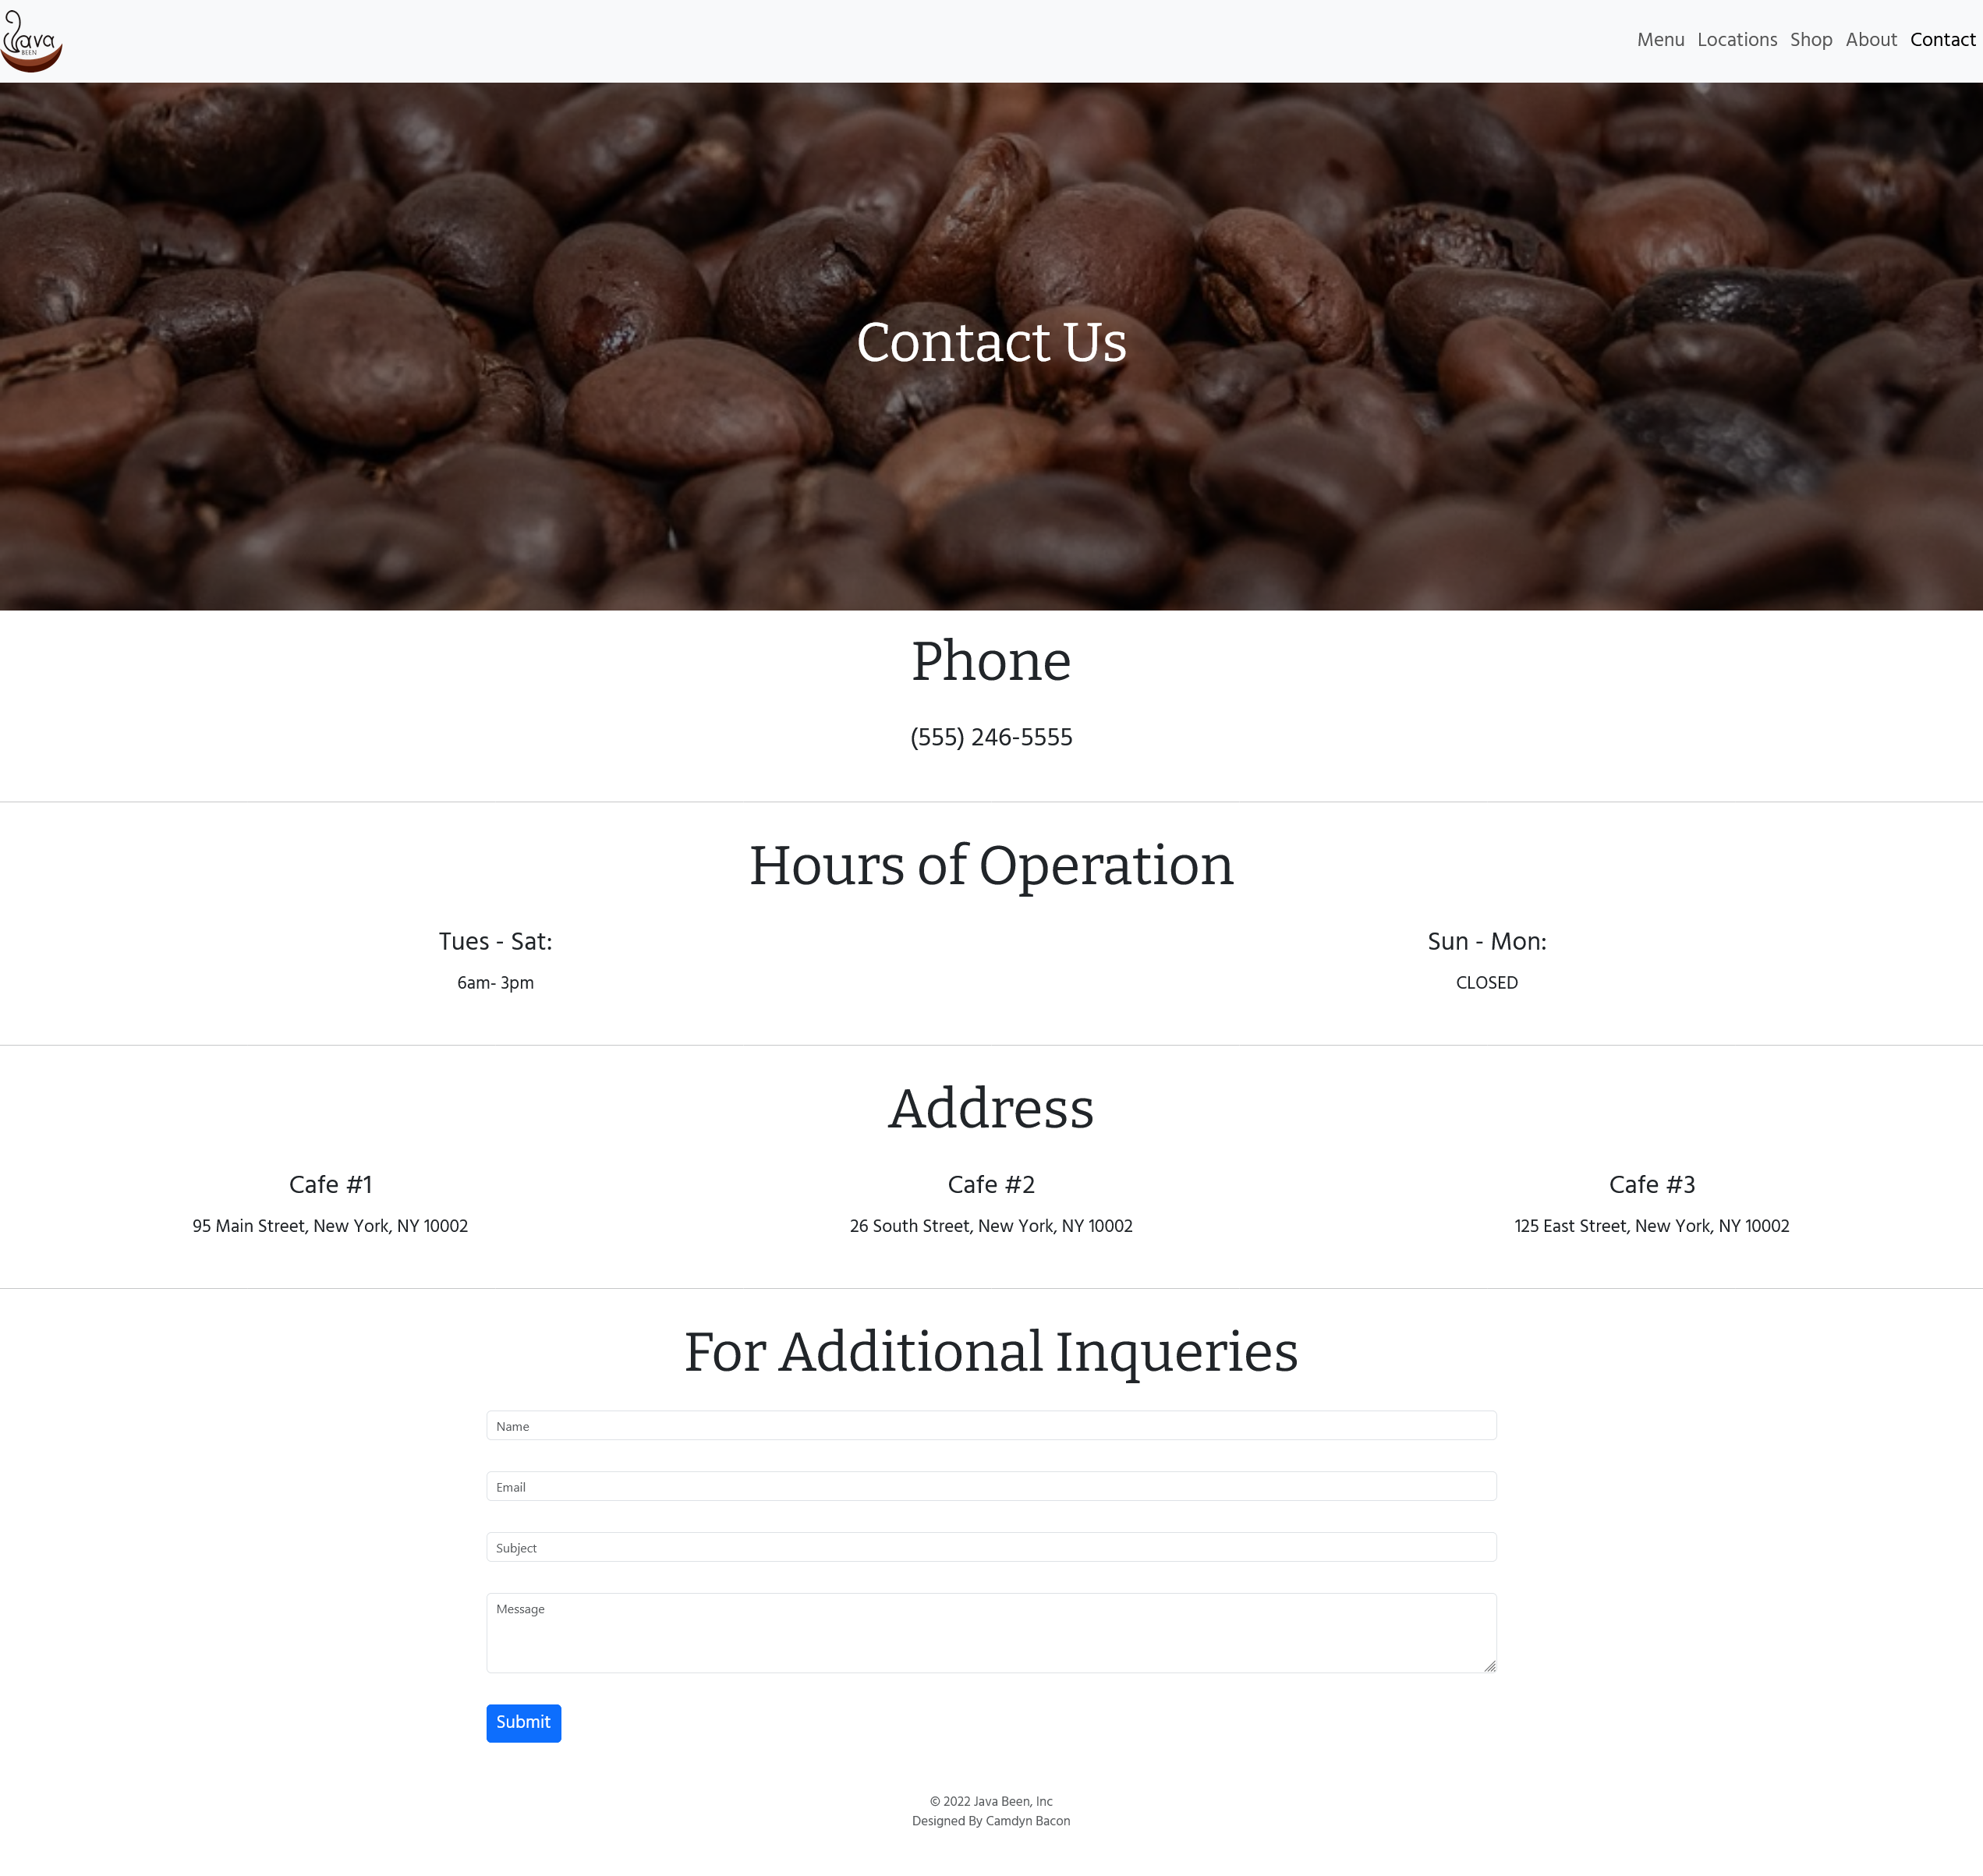 Java
BEEN
Menu Locations Shop About Contact
Contact Us
Phone
(555) 246-5555
Hours of Operation
Tues - Sat:
6am- 3pm
Sun - Mon:
CLOSED
Address
Cafe #1
95 Main Street, New York, NY 10002
Cafe #2
26 South Street, New York, NY 10002
Cafe #3
125 East Street, New York, NY 10002
For Additional Inqueries
Name
Email
Subject
Message
Submit
© 2022 Java Been, Inc
Designed By Camdyn Bacon